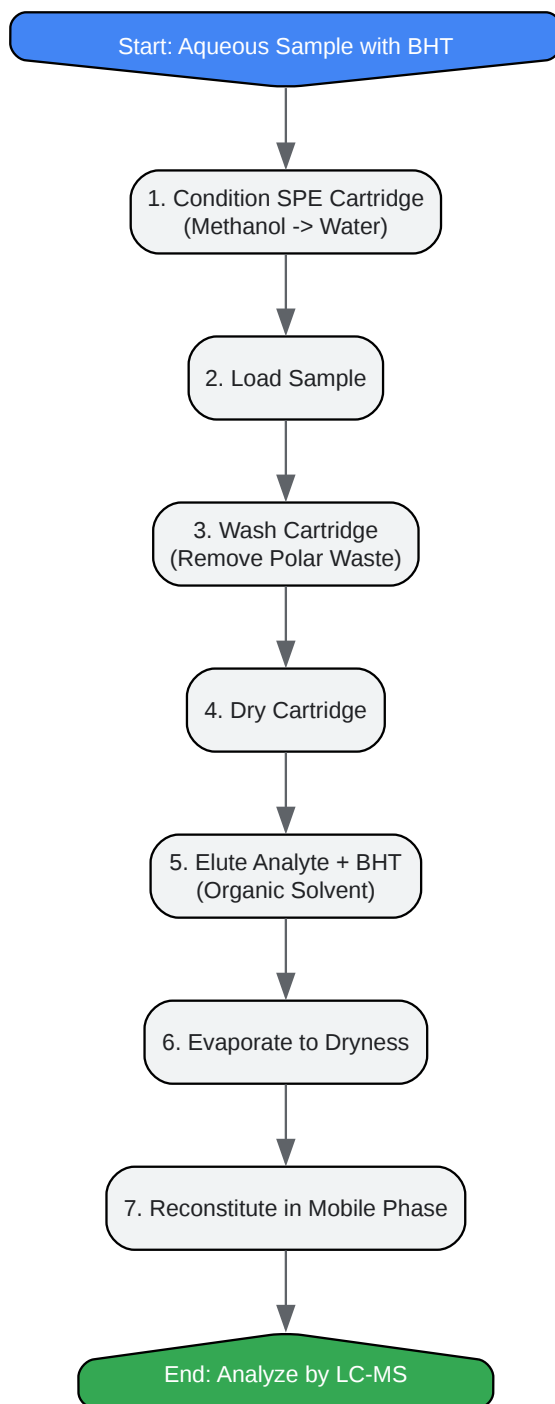 Start: Aqueous Sample with BHT
1. Condition SPE Cartridge
(Methanol -> Water)
2. Load Sample
3. Wash Cartridge
(Remove Polar Waste)
4. Dry Cartridge
5. Elute Analyte + BHT
(Organic Solvent)
6. Evaporate to Dryness
7. Reconstitute in Mobile Phase
End: Analyze by LC-MS